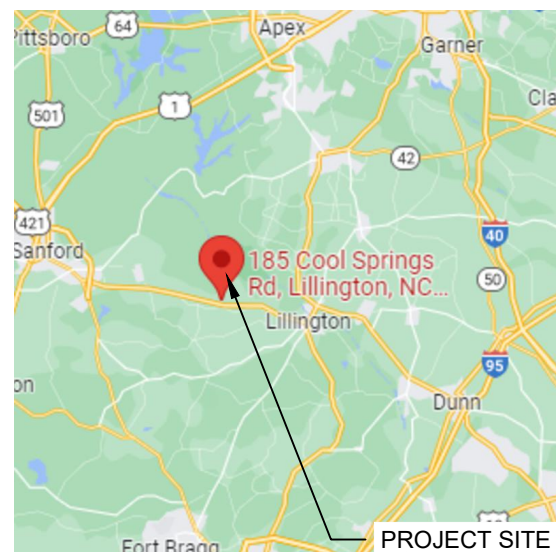 64
Apex
Pittsboro
Garner
1
Cla
501
42
421
40
Sanford
185 Cool Springs
Rd, Lillington, NC...
50
Lillington
95
on
Dunn
Fort Bragg
PROJECT SITE